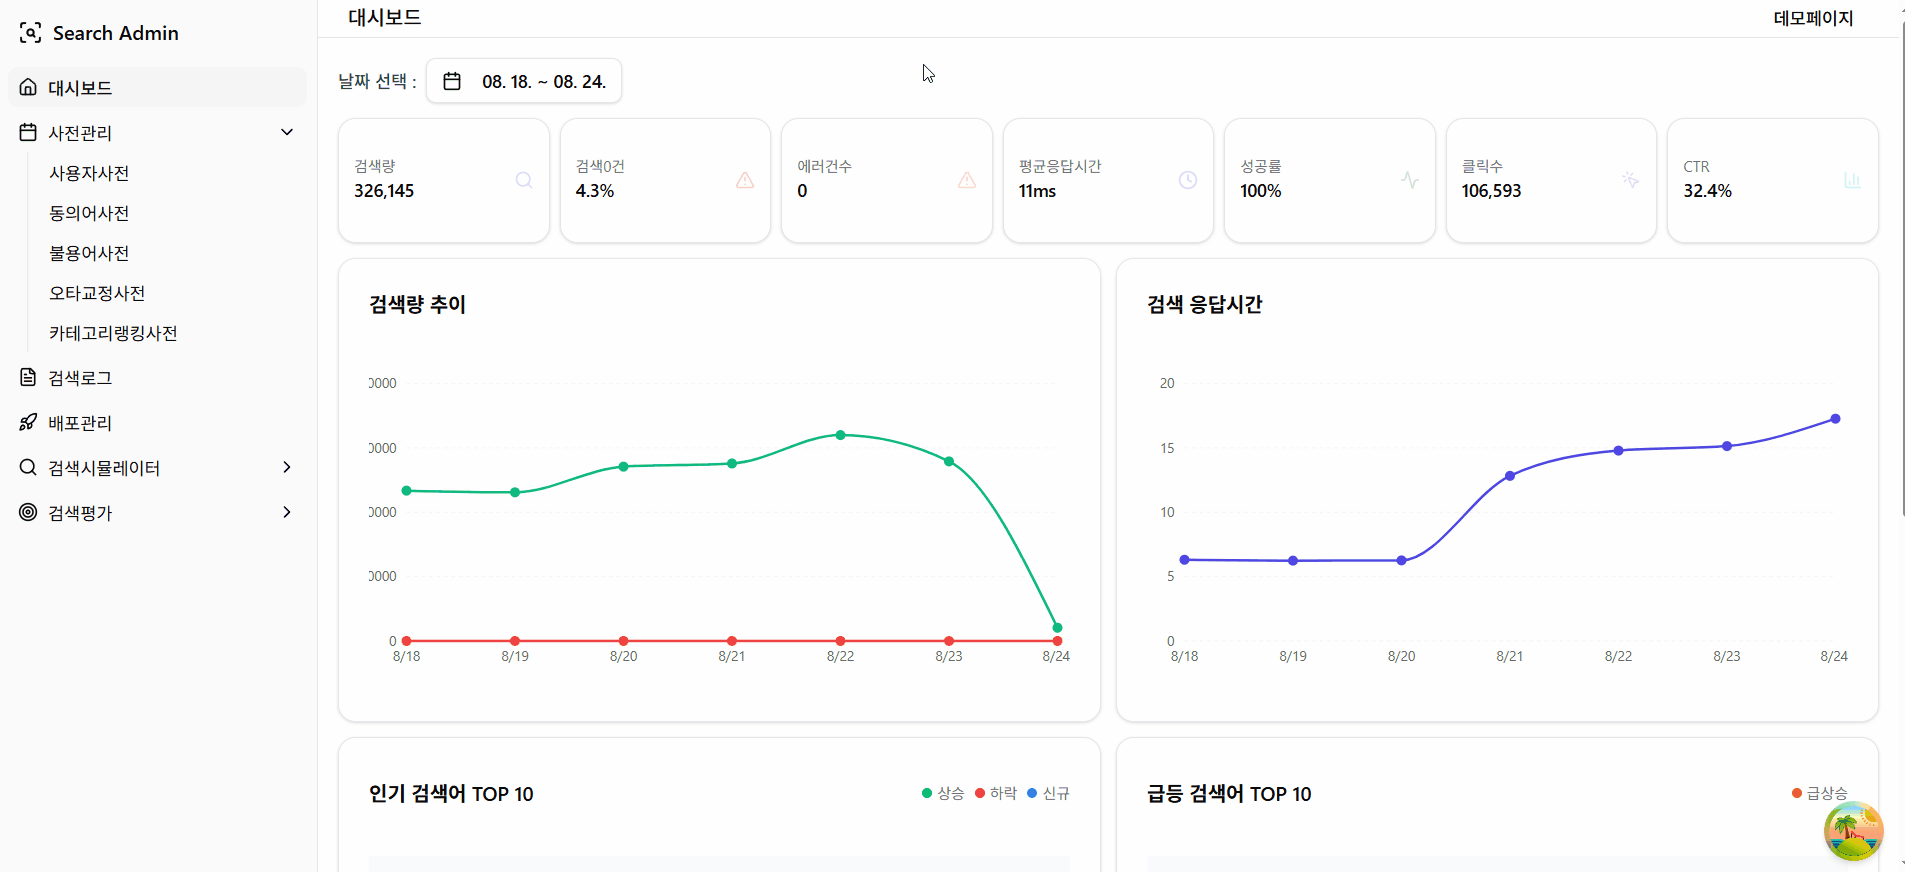 Search Admin
대시보드
사전관리
사용자사전
동의어사전
불용어사전
오타교정사전
카테고리랭킹사전
검색로그
배포관리
검색시뮬레이터
검색평가
대시보드
데모페이지
날짜 선택 :
08. 18. ~ 08. 24.
검색량
326,145
검색0건
4.3%
에러건수
0
평균응답시간
11ms
성공률
100%
클릭수
106,593
CTR
32.4%
검색량 추이
0000
0000
0000
0000
0
8/18 8/19 8/20 8/21 8/22 8/23 8/24
검색 응답시간
20
15
10
5
0
8/18 8/19 8/20 8/21 8/22 8/23 8/24
인기 검색어 TOP 10
상승 하락 신규
급등 검색어 TOP 10
급상승